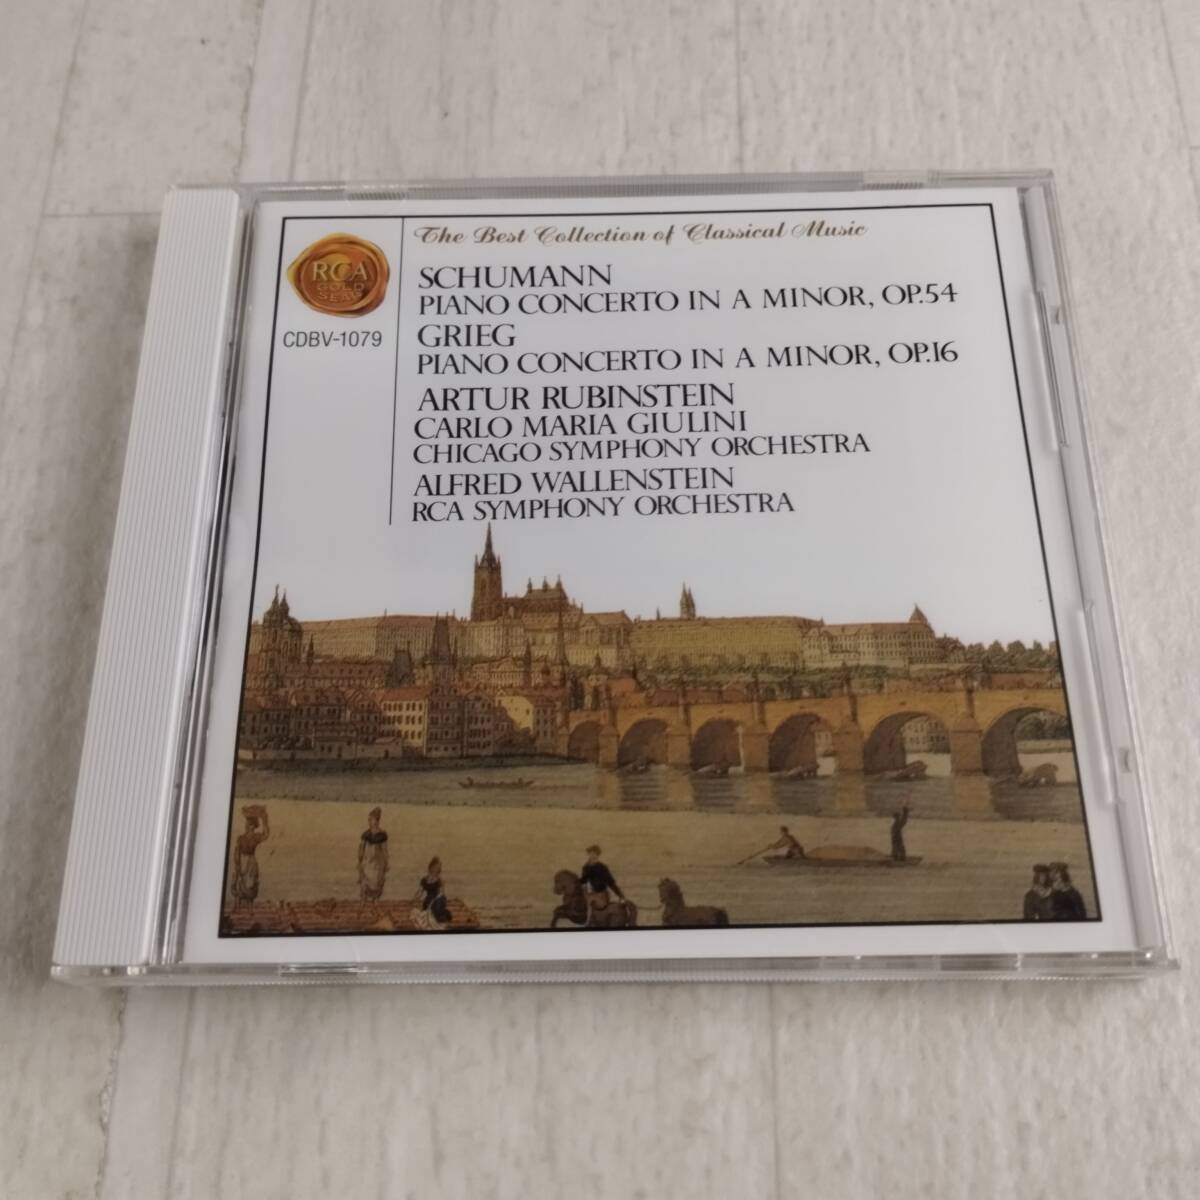 The Best Collection of Classical Music
RCA
GOLD
SEAL
CDBV-1079
SCHUMANN
PIANO CONCERTO IN A MINOR, OP.54
GRIEG
PIANO CONCERTO IN A MINOR, OP.16
ARTUR RUBINSTEIN
CARLO MARIA GIULINI
CHICAGO SYMPHONY ORCHESTRA
ALFRED WALLENSTEIN
RCA SYMPHONY ORCHESTRA